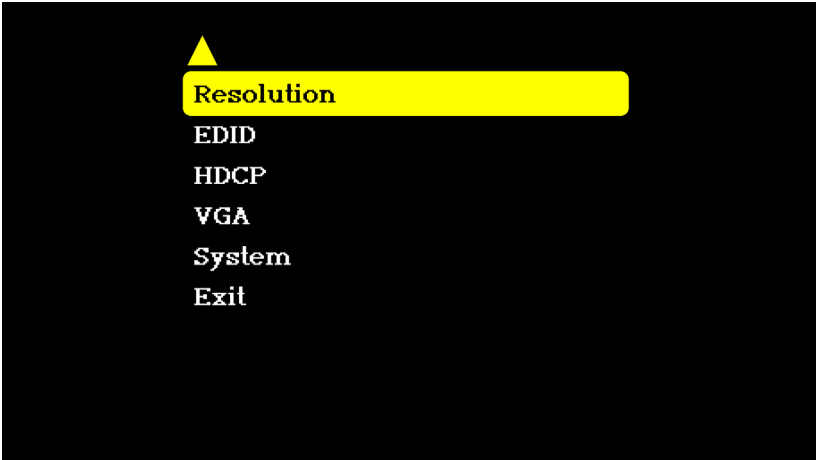 Resolution
EDID
HDCP
VGA
System
Exit